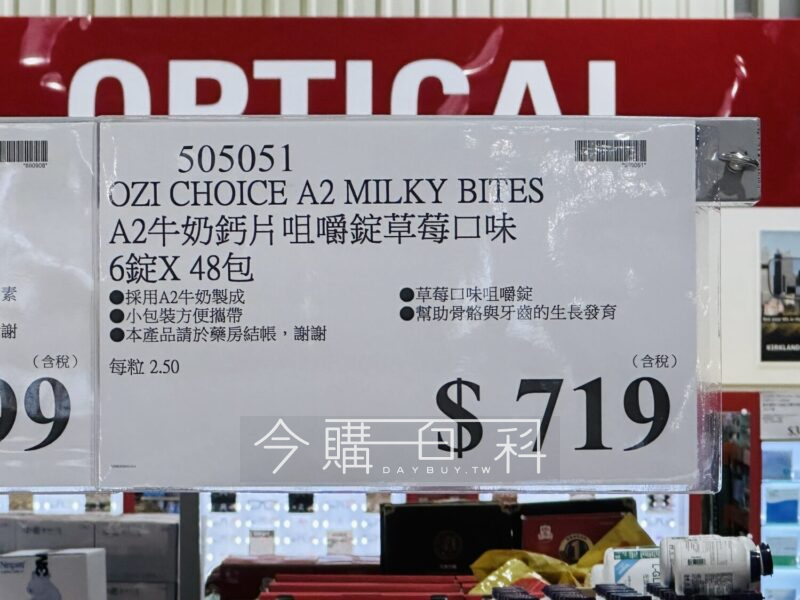 OPTICAL
505051
OZI CHOICE A2 MILKY BITES
A2牛奶鈣片咀嚼錠草莓口味
6錠X 48包
●採用A2牛奶製成
●草莓口味咀嚼錠
●小包裝方便攜帶
●幫助骨骼與牙齒的生長發育
●本產品請於藥房結帳，謝謝
每粒 2.50
(含稅)
$ 719
素
謝
(含稅)
99
今購百科
DAYBUY.TW
KIRKLAND